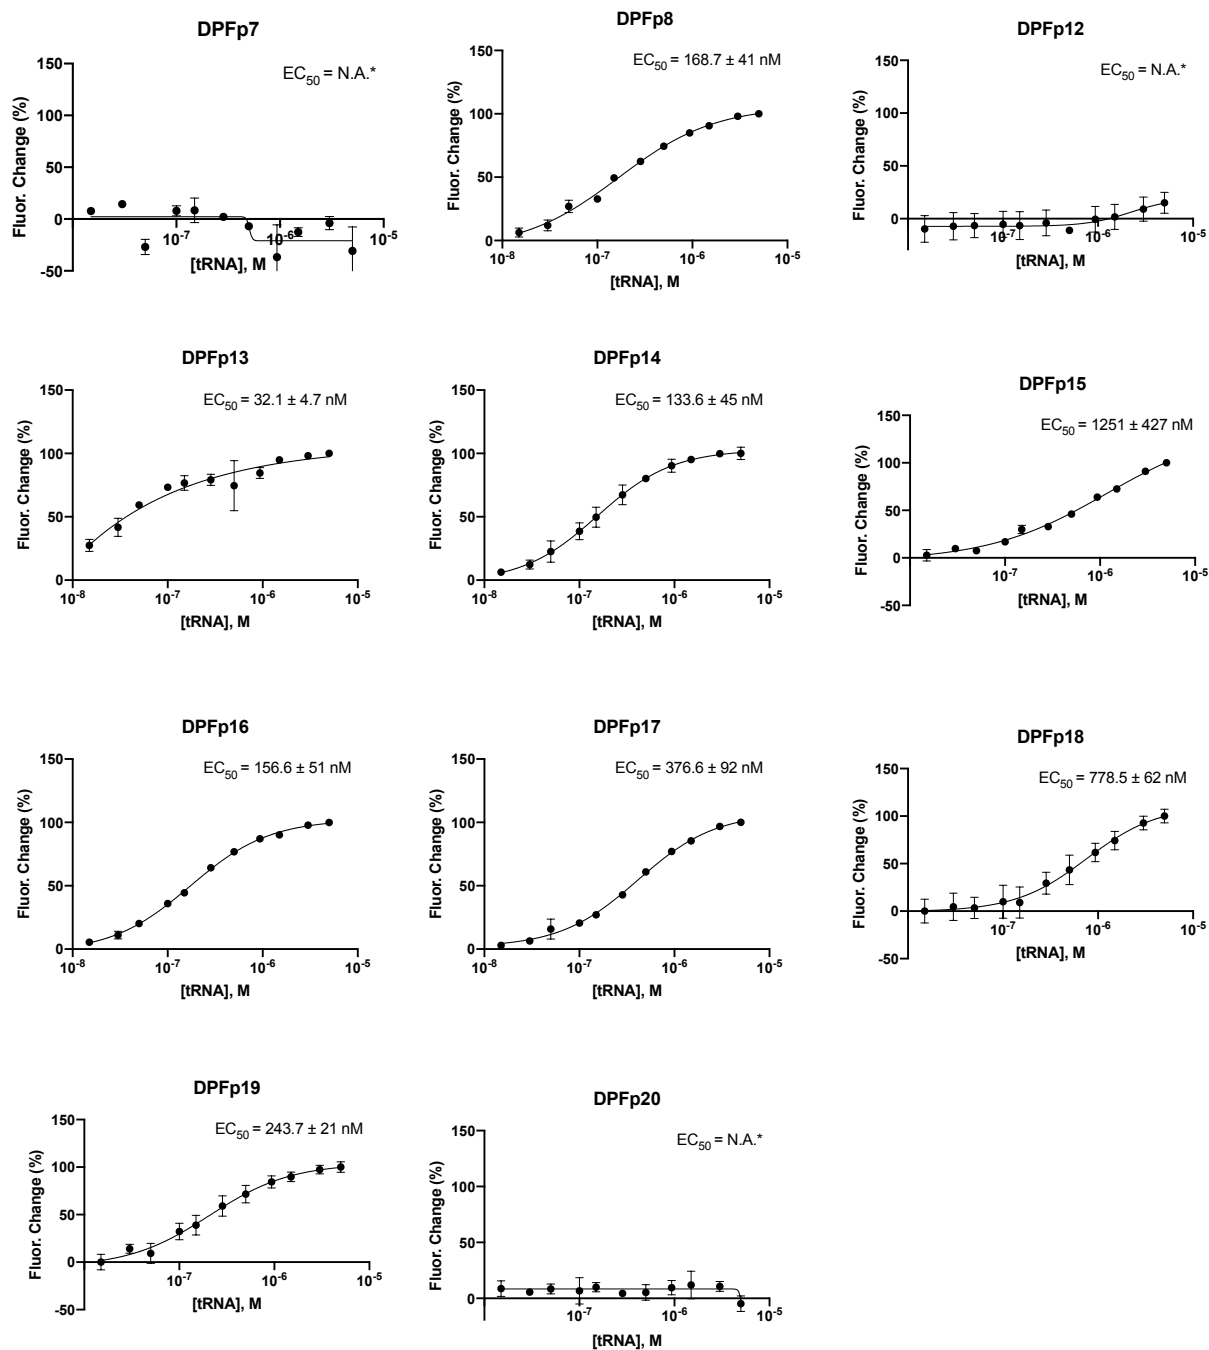 DPFp7
EC50 = N.A.*
Fluor. Change (%)
150
100
50
0
-50
10-7
10-6
10-5
[tRNA], M
DPFp8
EC50 = 168.7 ± 41 nM
Fluor. Change (%)
150
100
50
0
10-8
10-7
10-6
10-5
[tRNA], M
DPFp12
EC50 = N.A.*
Fluor. Change (%)
150
100
50
0
10-7
10-6
10-5
[tRNA], M
DPFp13
EC50 = 32.1 ± 4.7 nM
Fluor. Change (%)
150
100
50
0
10-8
10-7
10-6
10-5
[tRNA], M
DPFp14
EC50 = 133.6 ± 45 nM
Fluor. Change (%)
150
100
50
0
10-8
10-7
10-6
10-5
[tRNA], M
DPFp15
EC50 = 1251 ± 427 nM
Fluor. Change (%)
150
100
50
0
-50
10-7
10-6
10-5
[tRNA], M
DPFp16
EC50 = 156.6 ± 51 nM
Fluor. Change (%)
150
100
50
0
10-8
10-7
10-6
10-5
[tRNA], M
DPFp17
EC50 = 376.6 ± 92 nM
Fluor. Change (%)
150
100
50
0
10-8
10-7
10-6
10-5
[tRNA], M
DPFp18
EC50 = 778.5 ± 62 nM
Fluor. Change (%)
150
100
50
0
-50
10-7
10-6
10-5
[tRNA], M
DPFp19
EC50 = 243.7 ± 21 nM
Fluor. Change (%)
150
100
50
0
-50
10-7
10-6
10-5
[tRNA], M
DPFp20
EC50 = N.A.*
Fluor. Change (%)
150
100
50
0
10-7
10-6
10-5
[tRNA], M